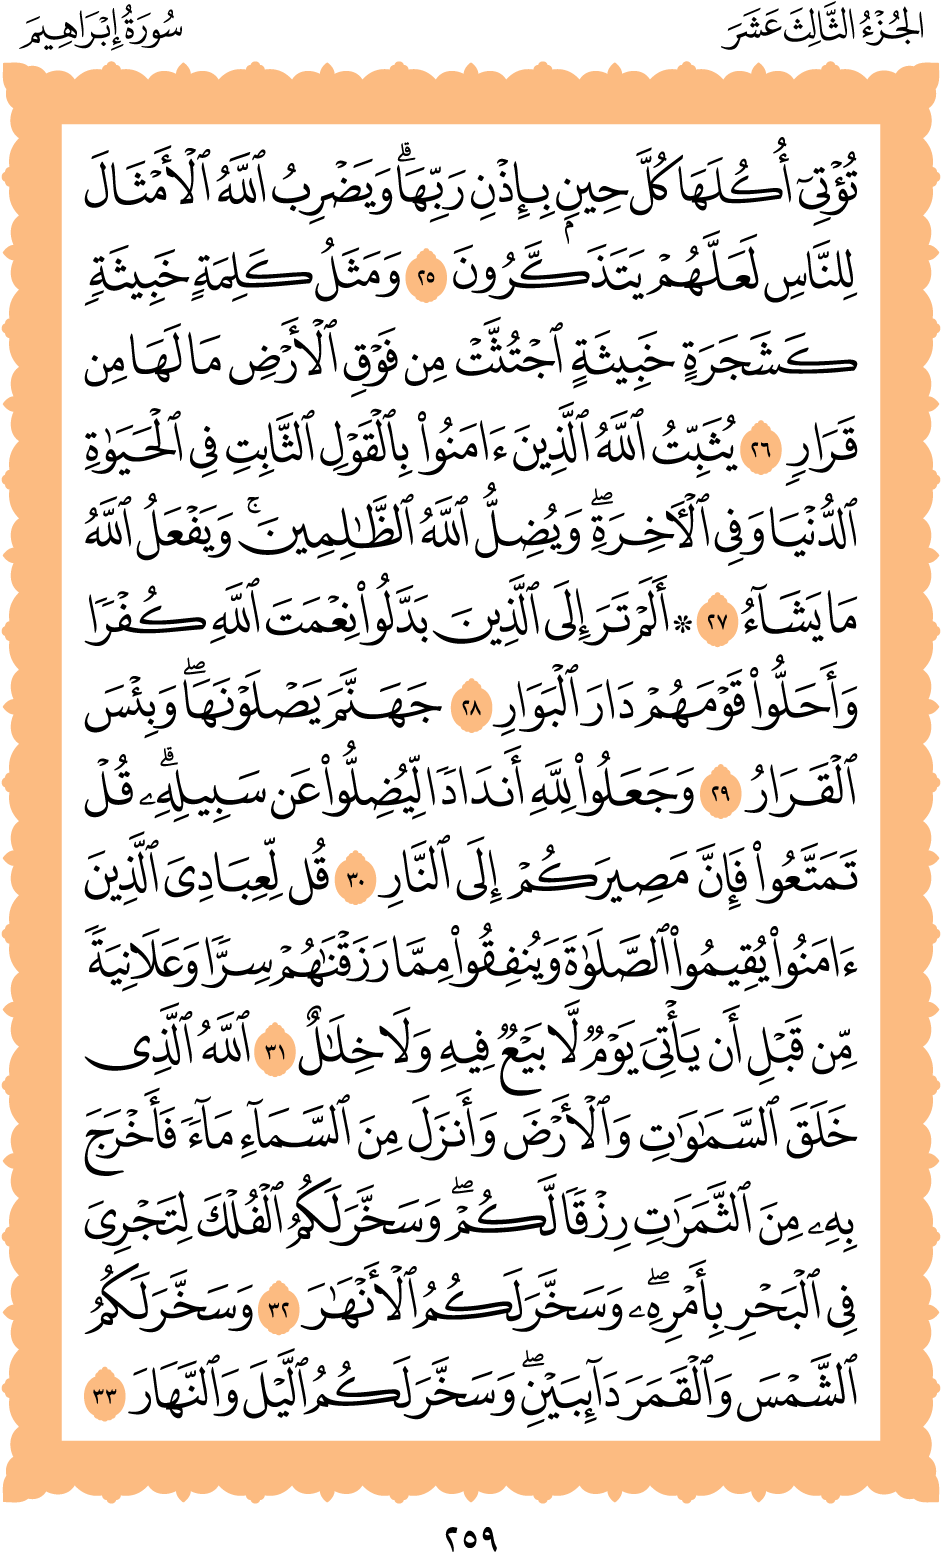 الجُزْءُ الثَّالِثَ عَشَرَ
سُورَةُ إِبْرَاهِيم
تُؤْتِىٓ أُكُلَهَا كُلَّ حِينٍۭ بِإِذْنِ رَبِّهَاۗ وَيَضْرِبُ ٱللَّهُ ٱلْأَمْثَالَ
لِلنَّاسِ لَعَلَّهُمْ يَتَذَكَّرُونَ ٢٥ وَمَثَلُ كَلِمَةٍ خَبِيثَةٖ
كَشَجَرَةٍ خَبِيثَةٍ ٱجْتُثَّتْ مِن فَوْقِ ٱلْأَرْضِ مَا لَهَا مِن
قَرَارٖ ٢٦ يُثَبِّتُ ٱللَّهُ ٱلَّذِينَ ءَامَنُوا۟ بِٱلْقَوْلِ ٱلثَّابِتِ فِى ٱلْحَيَوٰةِ
ٱلدُّنْيَا وَفِى ٱلْأٓخِرَةِۖ وَيُضِلُّ ٱللَّهُ ٱلظَّٰلِمِينَۚ وَيَفْعَلُ ٱللَّهُ
مَا يَشَآءُ ٢٧ ۞ أَلَمْ تَرَ إِلَى ٱلَّذِينَ بَدَّلُوا۟ نِعْمَتَ ٱللَّهِ كُفْرٗا
وَأَحَلُّوا۟ قَوْمَهُمْ دَارَ ٱلْبَوَارِ ٢٨ جَهَنَّمَ يَصْلَوْنَهَاۖ وَبِئْسَ
ٱلْقَرَارُ ٢٩ وَجَعَلُوا۟ لِلَّهِ أَندَادٗا لِّيُضِلُّوا۟ عَن سَبِيلِهِۦۗ قُلْ
تَمَتَّعُوا۟ فَإِنَّ مَصِيرَكُمْ إِلَى ٱلنَّارِ ٣٠ قُل لِّعِبَادِىَ ٱلَّذِينَ
ءَامَنُوا۟ يُقِيمُوا۟ ٱلصَّلَوٰةَ وَيُنفِقُوا۟ مِمَّا رَزَقْنَٰهُمْ سِرّٗا وَعَلَانِيَةٗ
مِّن قَبْلِ أَن يَأْتِىَ يَوْمٞ لَّا بَيْعٞ فِيهِ وَلَا خِلَٰلٌ ٣١ ٱللَّهُ ٱلَّذِى
خَلَقَ ٱلسَّمَٰوَٰتِ وَٱلْأَرْضَ وَأَنزَلَ مِنَ ٱلسَّمَآءِ مَآءٗ فَأَخْرَجَ
بِهِۦ مِنَ ٱلثَّمَرَٰتِ رِزْقٗا لَّكُمْۖ وَسَخَّرَ لَكُمُ ٱلْفُلْكَ لِتَجْرِىَ
فِى ٱلْبَحْرِ بِأَمْرِهِۦۖ وَسَخَّرَ لَكُمُ ٱلْأَنْهَٰرَ ٣٢ وَسَخَّرَ لَكُمُ
ٱلشَّمْسَ وَٱلْقَمَرَ دَآئِبَيْنِۖ وَسَخَّرَ لَكُمُ ٱلَّيْلَ وَٱلنَّهَارَ ٣٣
٢٥٩